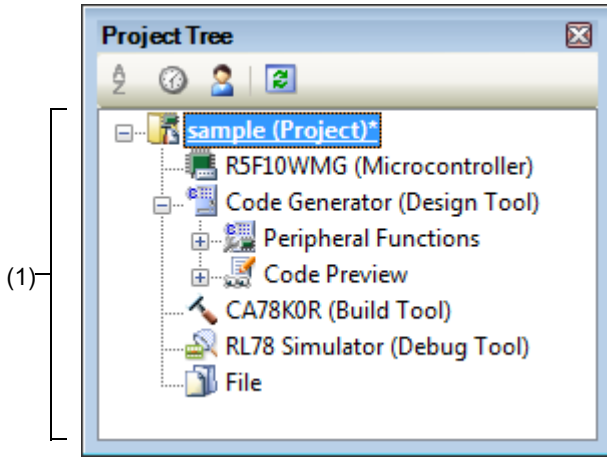 Project Tree
sample (Project)*
R5F10WMG (Microcontroller)
Code Generator (Design Tool)
Peripheral Functions
Code Preview
(1)
CA78K0R (Build Tool)
RL78 Simulator (Debug Tool)
File